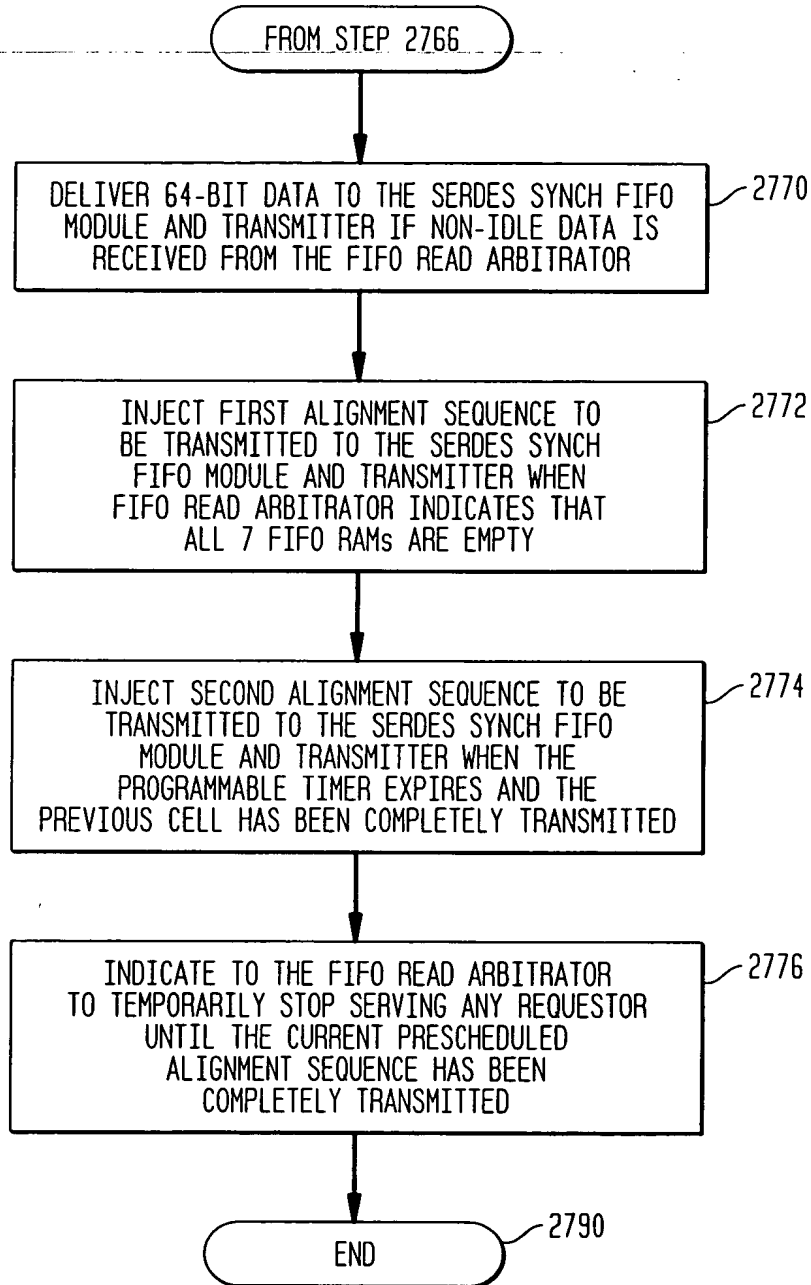 FROM STEP 2766
DELIVER 64-BIT DATA TO THE SERDES SYNCH FIFO
MODULE AND TRANSMITTER IF NON-IDLE DATA IS
RECEIVED FROM THE FIFO READ ARBITRATOR
2770
INJECT FIRST ALIGNMENT SEQUENCE TO
BE TRANSMITTED TO THE SERDES SYNCH
FIFO MODULE AND TRANSMITTER WHEN
FIFO READ ARBITRATOR INDICATES THAT
ALL 7 FIFO RAMs ARE EMPTY
2772
INJECT SECOND ALIGNMENT SEQUENCE TO BE
TRANSMITTED TO THE SERDES SYNCH FIFO
MODULE AND TRANSMITTER WHEN THE
PROGRAMMABLE TIMER EXPIRES AND THE
PREVIOUS CELL HAS BEEN COMPLETELY TRANSMITTED
2774
INDICATE TO THE FIFO READ ARBITRATOR
TO TEMPORARILY STOP SERVING ANY REQUESTOR
UNTIL THE CURRENT PRESCHEDULED
ALIGNMENT SEQUENCE HAS BEEN
COMPLETELY TRANSMITTED
2776
END
2790